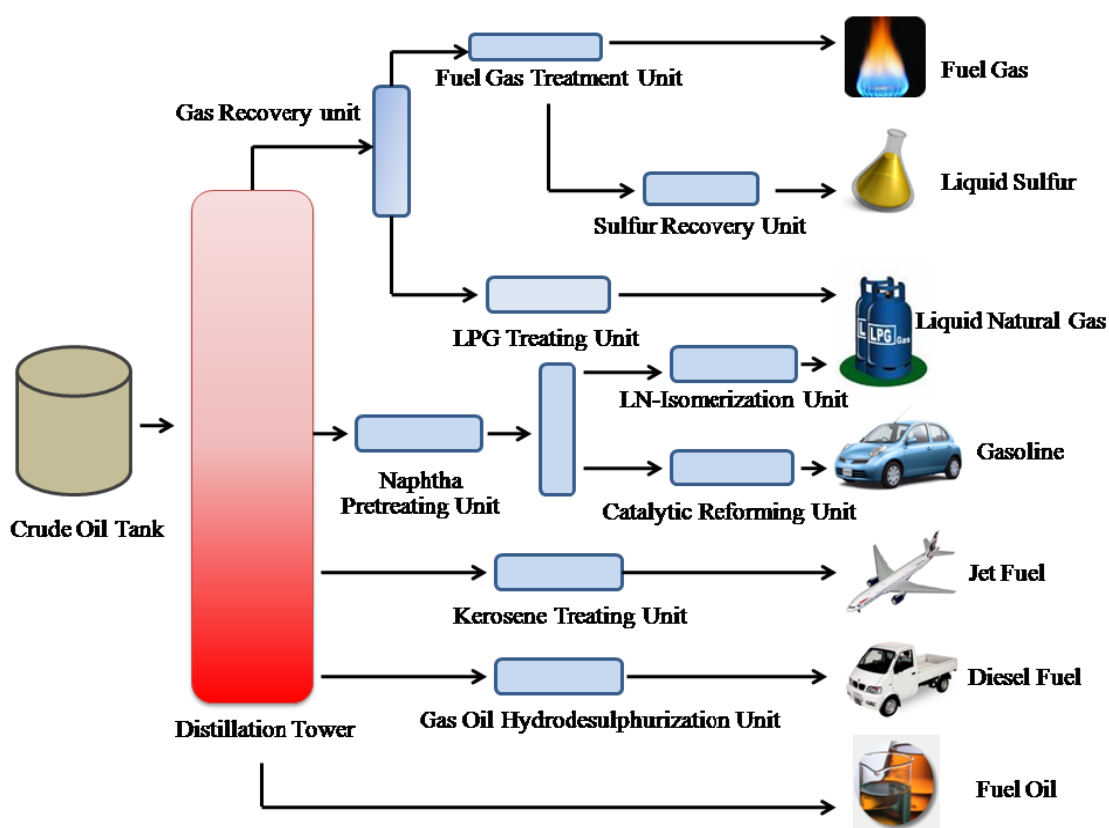 Fuel Gas Treatment Unit
Fuel Gas
Gas Recovery unit
Liquid Sulfur
Sulfur Recovery Unit
LPG Treating Unit
L
LPG
Gas
Liquid Natural Gas
LN-Isomerization Unit
Naphtha
Pretreating Unit
Catalytic Reforming Unit
Gasoline
Crude Oil Tank
Kerosene Treating Unit
Jet Fuel
Gas Oil Hydrodesulphurization Unit
Diesel Fuel
Distillation Tower
Fuel Oil